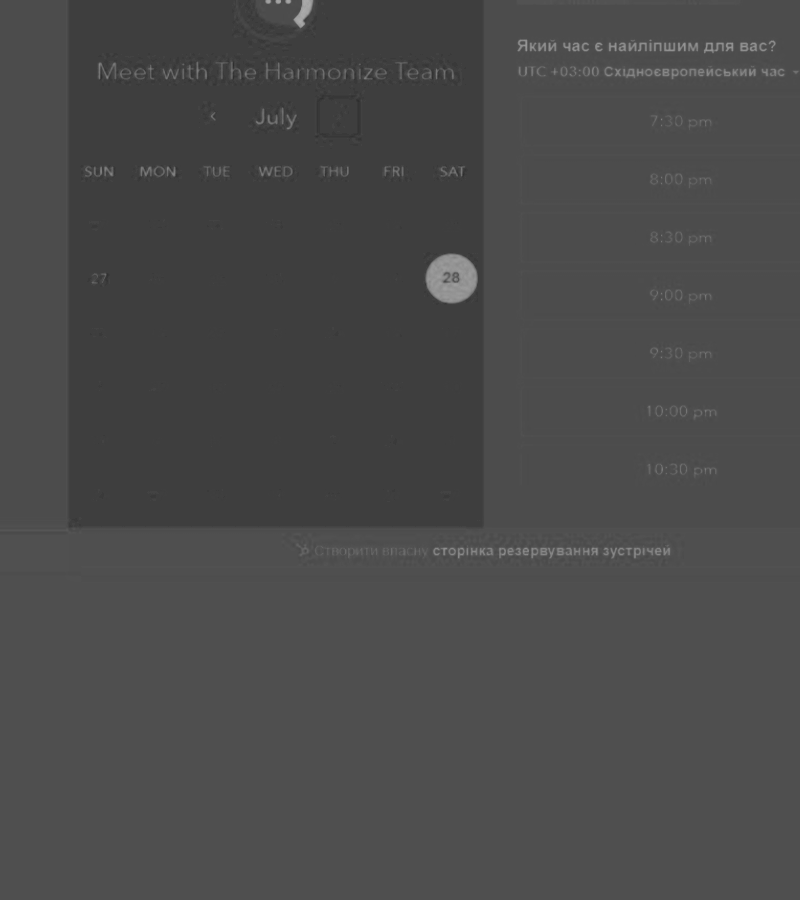 Meet with The Harmonize Team
July
SUN MON TUE WED THU FRI SAT
27 28
Який час є найліпшим для вас?
UTC +03:00 Східноєвропейський час
7:30 pm
8:00 pm
8:30 pm
9:00 pm
9:30 pm
10:00 pm
10:30 pm
Створити власну сторінка резервування зустрічей